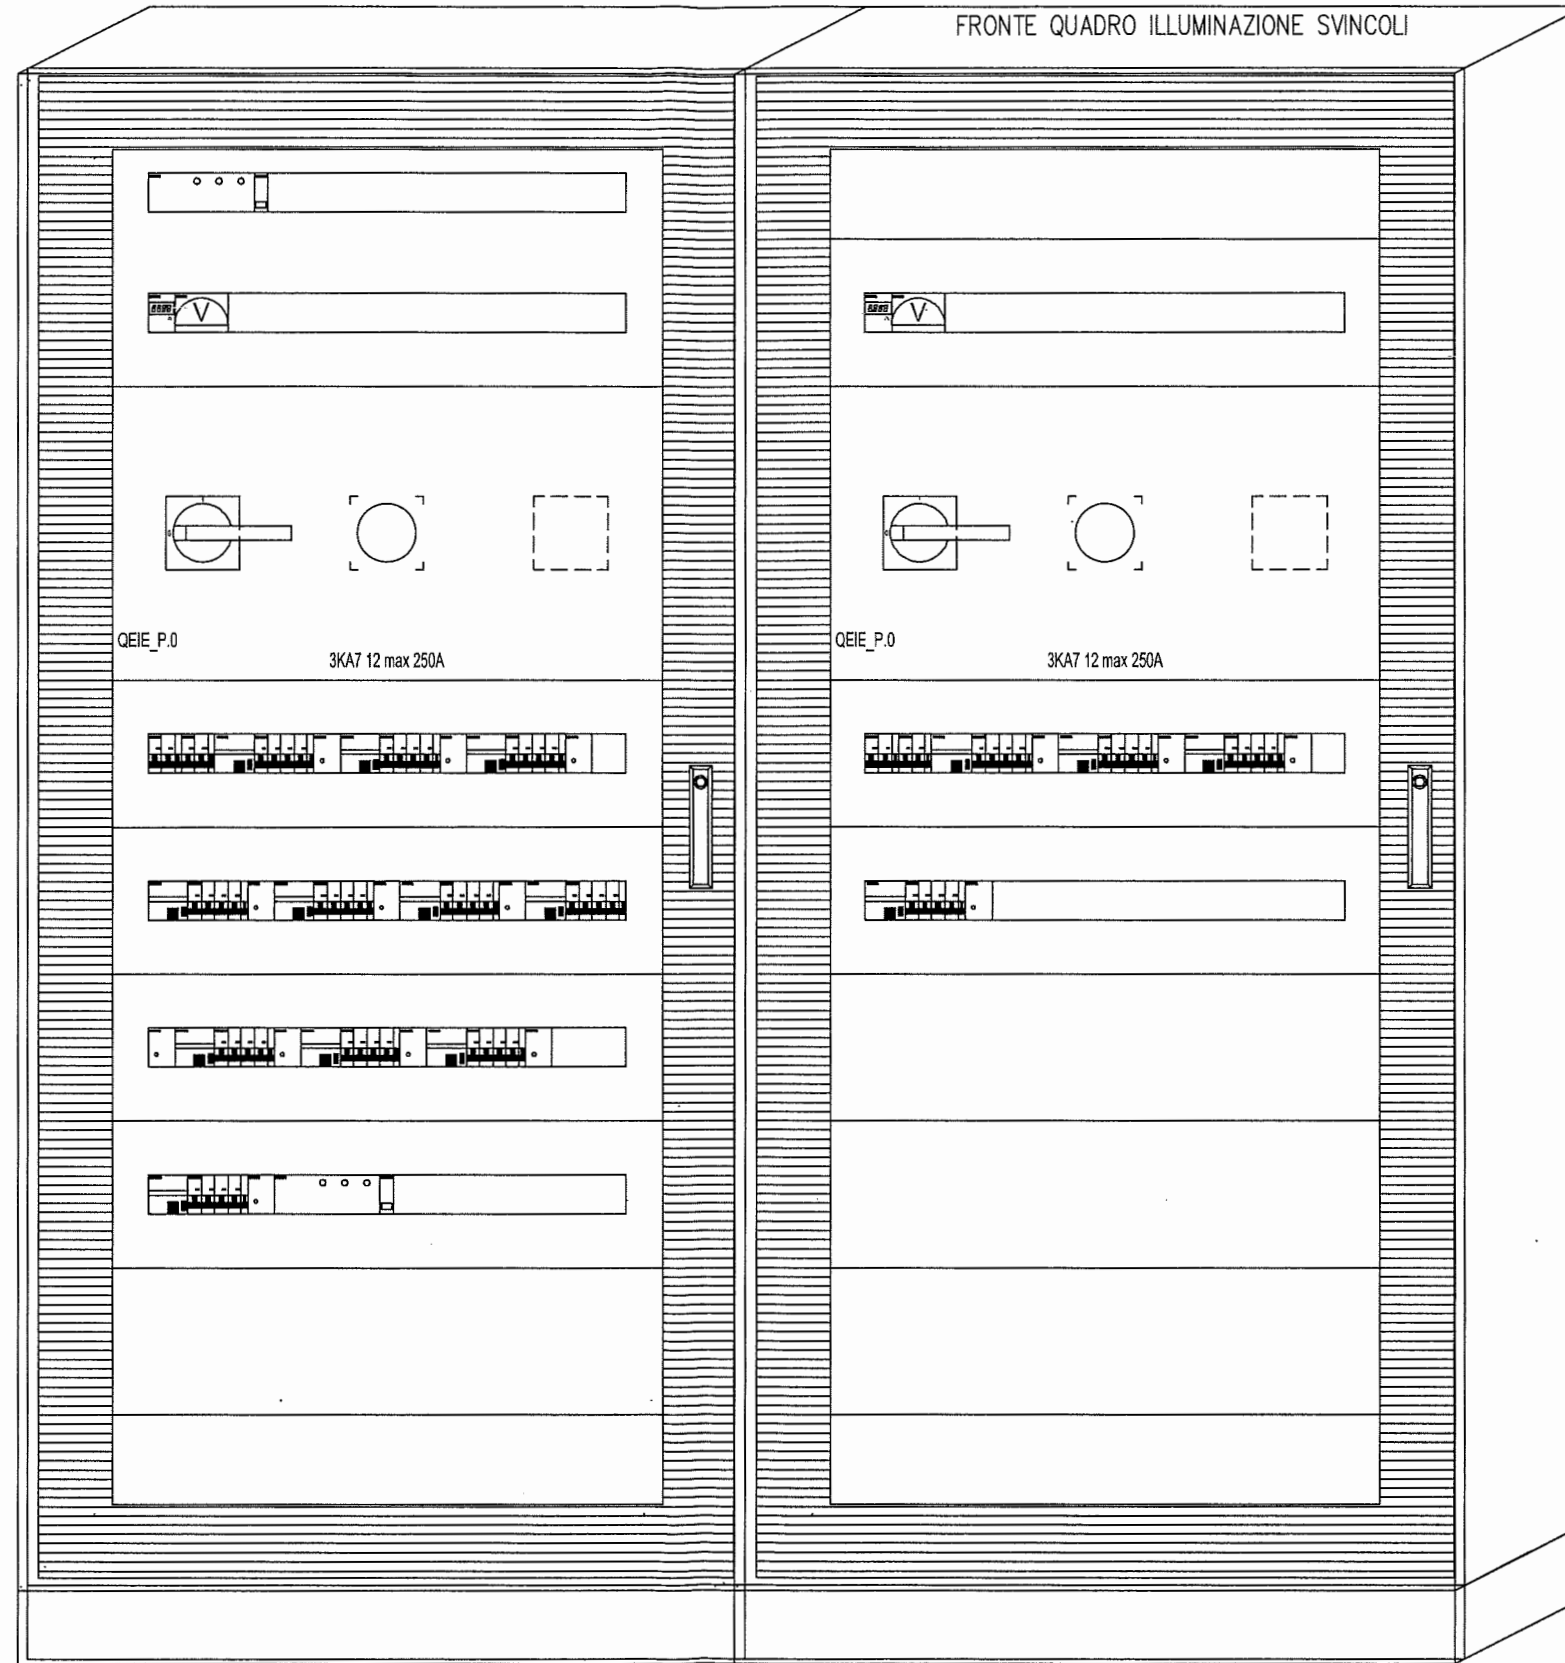 FRONTE QUADRO ILLUMINAZIONE SVINCOLI
V
V
QEIE_P.0
3KA7 12 max 250A
QEIE_P.0
3KA7 12 max 250A